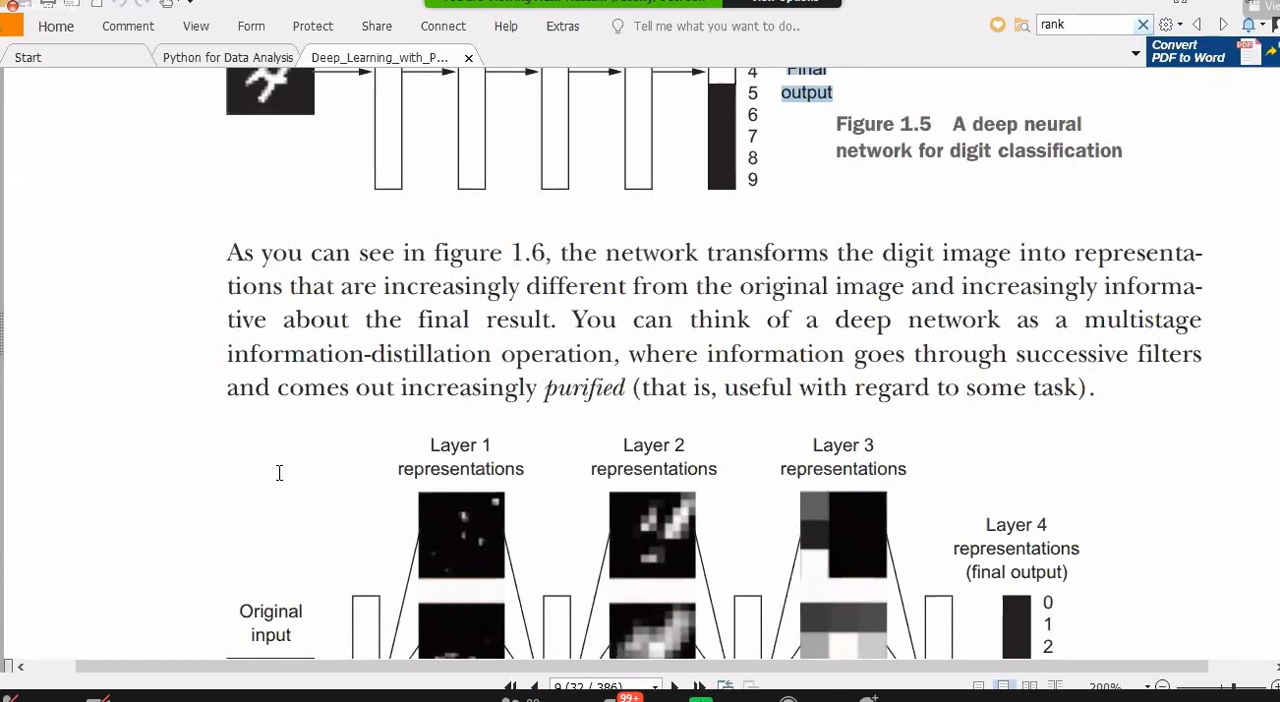 Home Comment View Form Protect Share Connect Help Extras Tell me what you want to do.. rank
Start Python for Data Analysis Deep_Learning_with_P... Convert
PDF to Word
4 Final
5 output
6
7
8
9
Figure 1.5 A deep neural
network for digit classification
As you can see in figure 1.6, the network transforms the digit image into representa-
tions that are increasingly different from the original image and increasingly informa-
tive about the final result. You can think of a deep network as a multistage
information-distillation operation, where information goes through successive filters
and comes out increasingly purified (that is, useful with regard to some task).
Layer 1
representations
Layer 2
representations
Layer 3
representations
Layer 4
representations
(final output)
Original
input
0
1
2
9 (32 / 386) 200%
99+